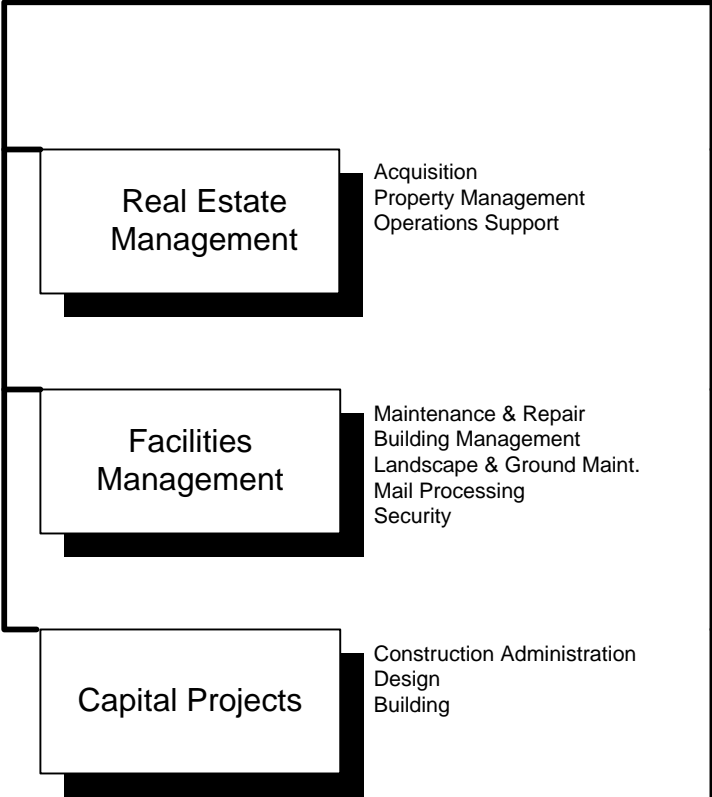 Real Estate
Management
Acquisition
Property Management
Operations Support
Facilities
Management
Maintenance & Repair
Building Management
Landscape & Ground Maint.
Mail Processing
Security
Capital Projects
Construction Administration
Design
Building